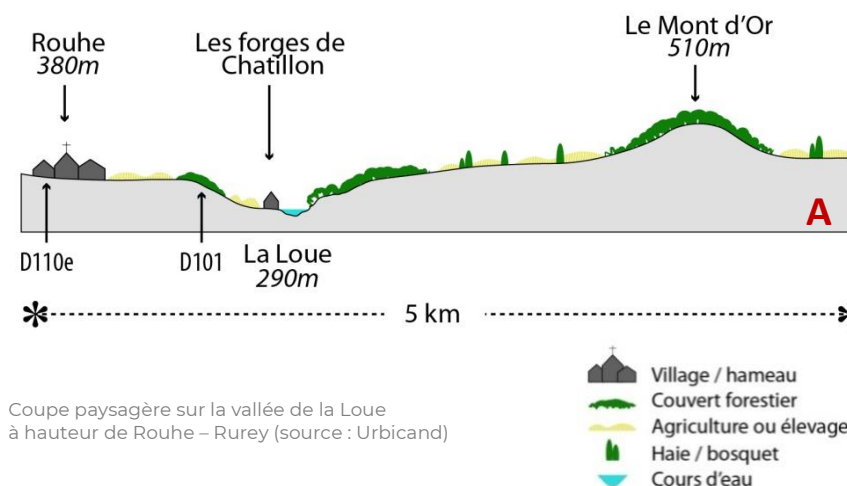 Rouhe
380m
Les forges de
Chatillon
Le Mont d'Or
510m
A
D110e
D101
La Loue
290m
5 km
Village / hameau
Couvert forestier
Agriculture ou élevage
Haie / bosquet
Cours d'eau
Coupe paysagère sur la vallée de la Loue
à hauteur de Rouhe – Rurey (source : Urbicand)